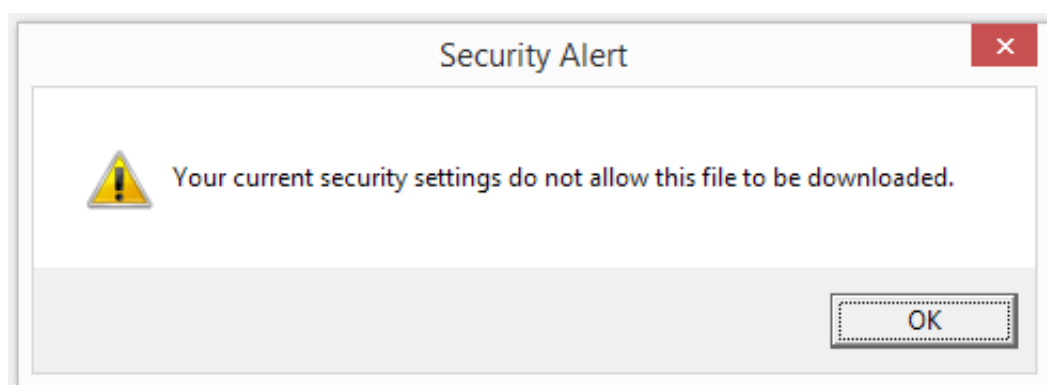 Security Alert
Your current security settings do not allow this file to be downloaded.
OK